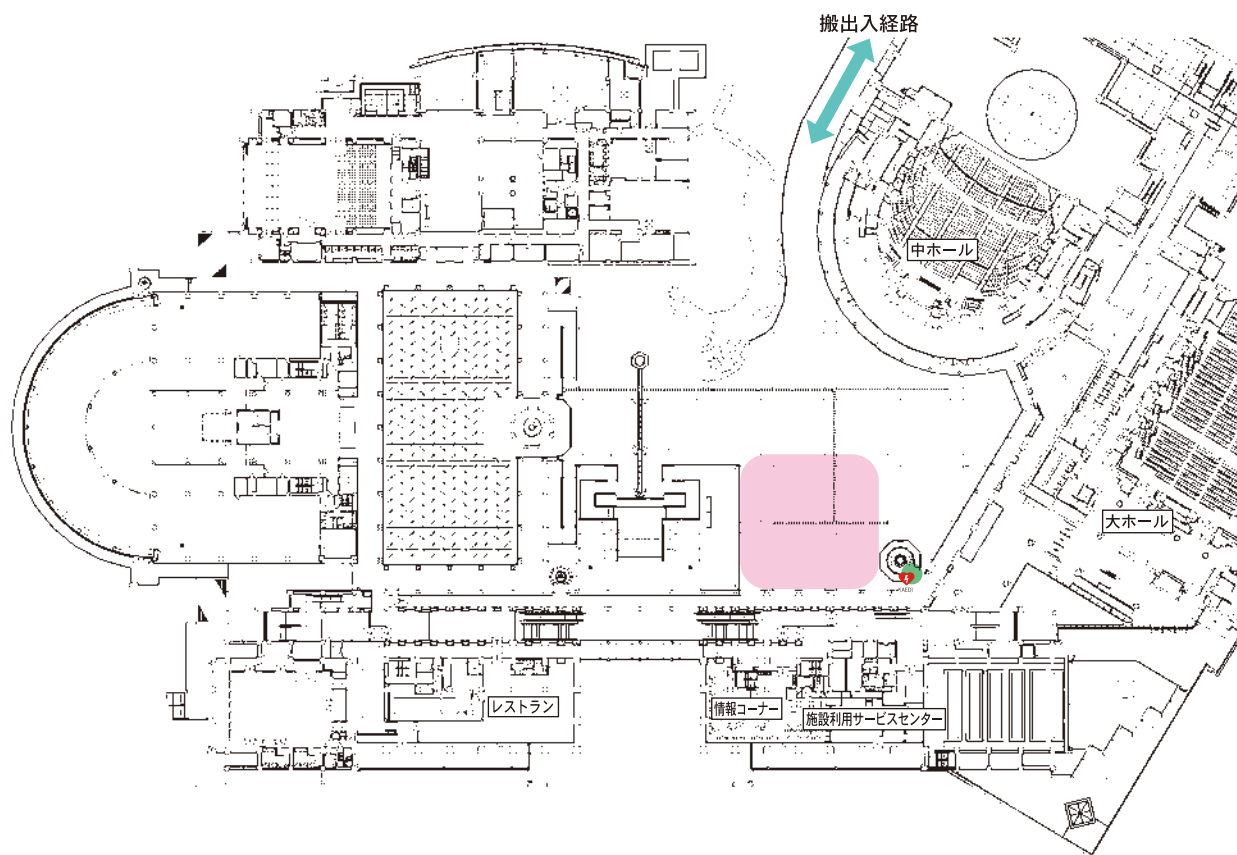 搬出入経路
中ホール
大ホール
(AED)
レストラン
情報コーナー
施設利用サービスセンター